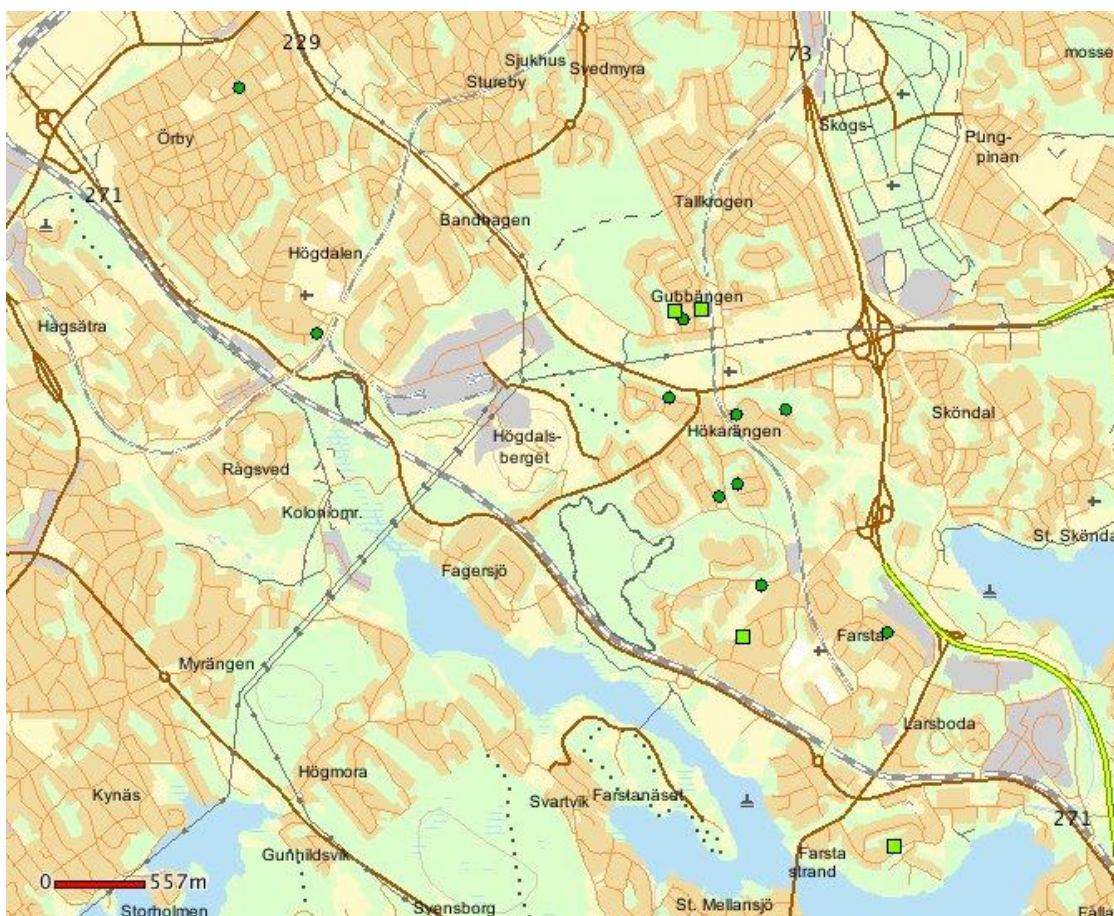 229
Sjukhus
Svedmyra
Stureby
73
mosse
Örby
Skogs-
Pung-
pinan
271
Tallkrogen
Bandhagen
Högdalen
Gubbängen
Hagsätra
Sköndal
Hökarängen
Högdals-
berget
Rågsved
Koloniomr.
St. Sköndal
Fagersjö
Farsta
Myrängen
Larsboda
Högmora
Kynäs
Svartvik
Farstanäset
271
Gunhildsvik
Farsta
strand
0
557m
Storholmen
Svensborg
St. Mellansjö